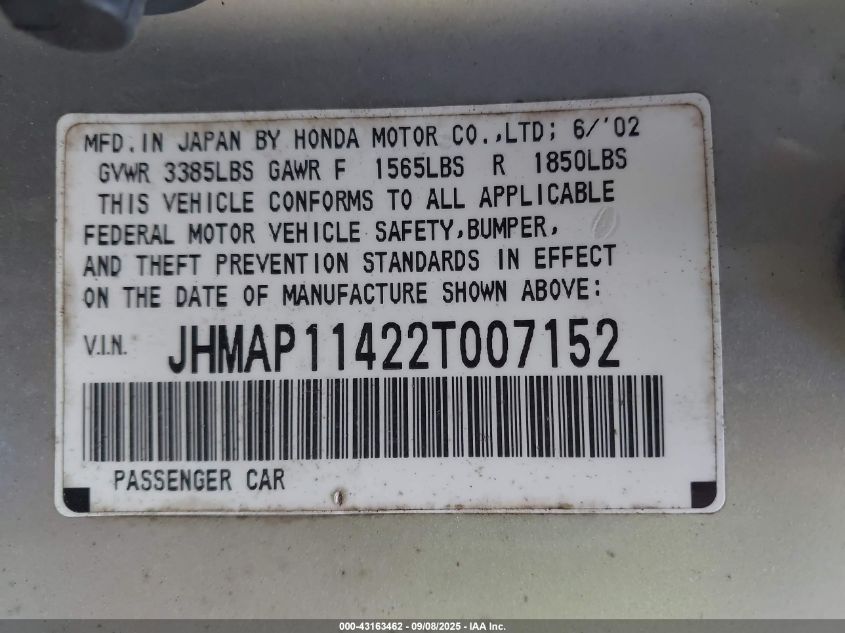 MFD.IN JAPAN BY HONDA MOTOR CO.,LTD; 6/'02
GVWR 3385LBS GAWR F 1565LBS R 1850LBS
THIS VEHICLE CONFORMS TO ALL APPLICABLE
FEDERAL MOTOR VEHICLE SAFETY,BUMPER,
AND THEFT PREVENTION STANDARDS IN EFFECT
ON THE DATE OF MANUFACTURE SHOWN ABOVE:
V.I.N. JHMAP11422T007152
PASSENGER CAR
000-43163462 - 09/08/2025 - IAA Inc.